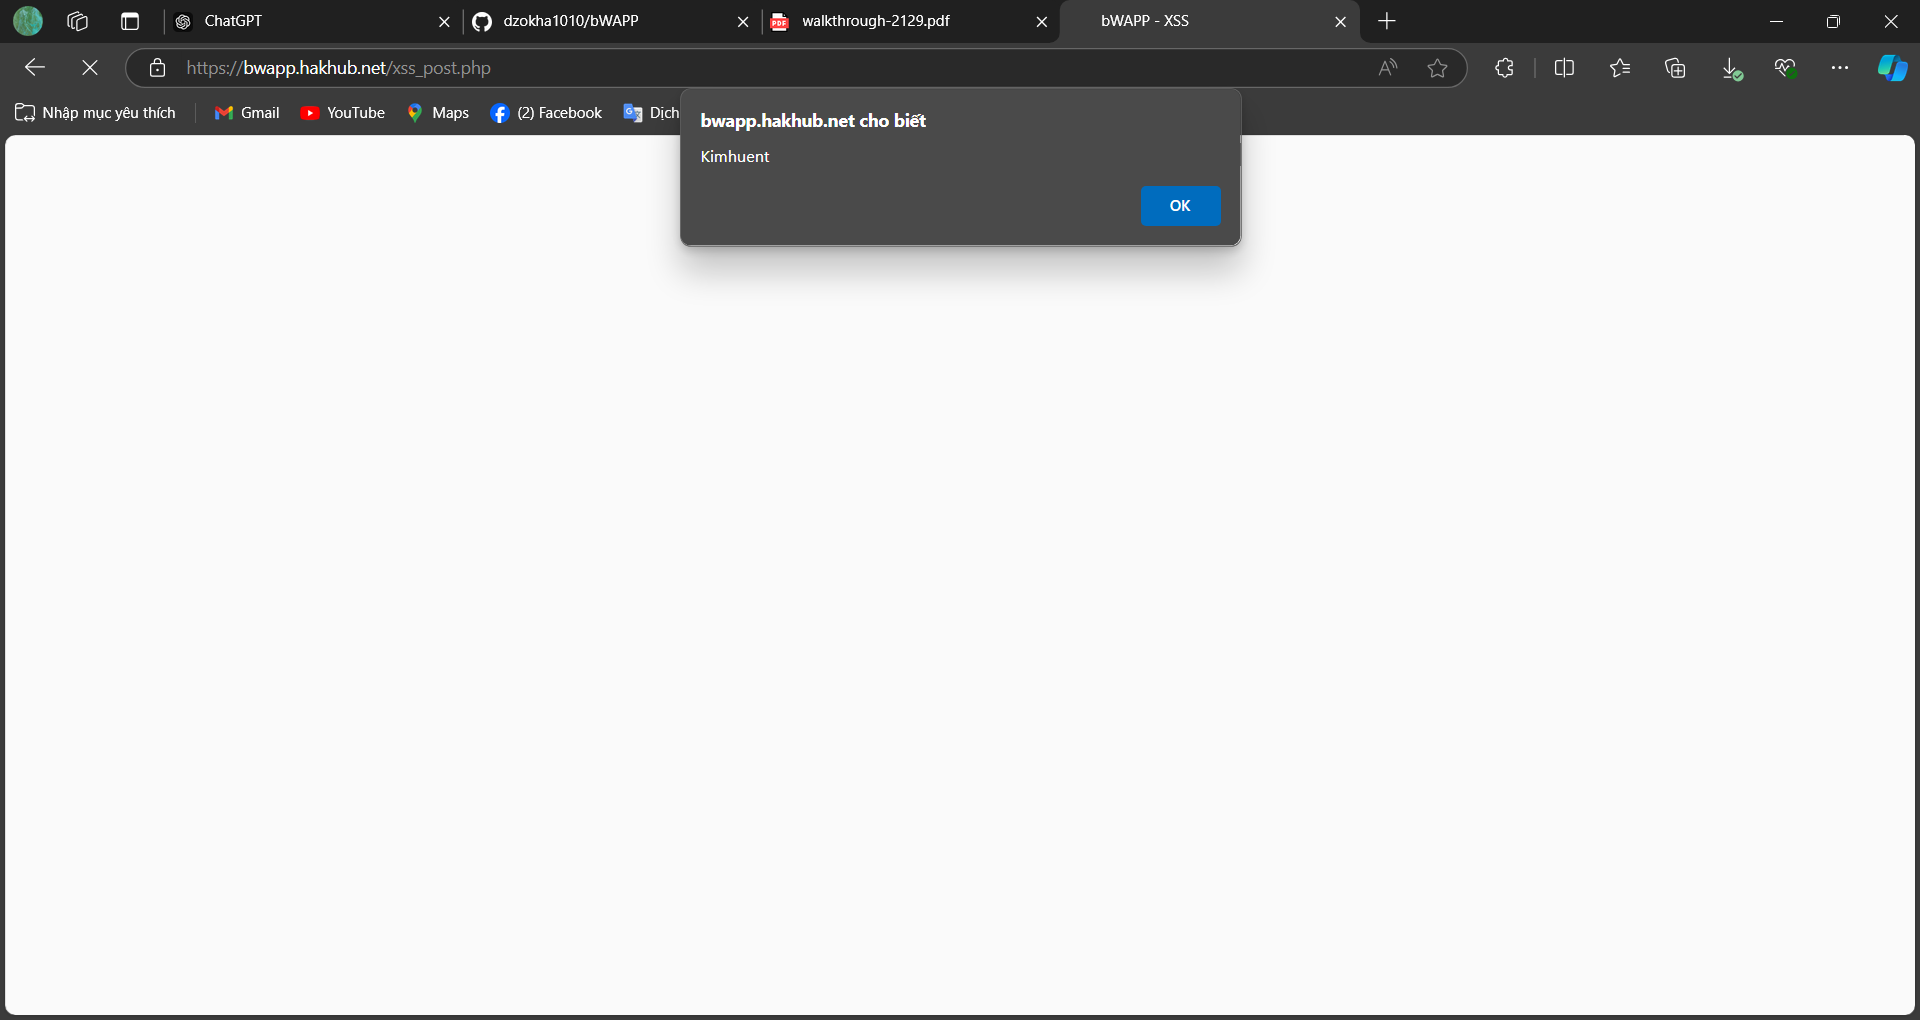 ChatGPT
dzokha1010/bWAPP
PDF
walkthrough-2129.pdf
bWAPP - XSS
https://bwapp.hakhub.net/xss_post.php
Nhập mục yêu thích
Gmail
YouTube
Maps
(2) Facebook
Dịch
bwapp.hakhub.net cho biết
Kimhuent
OK